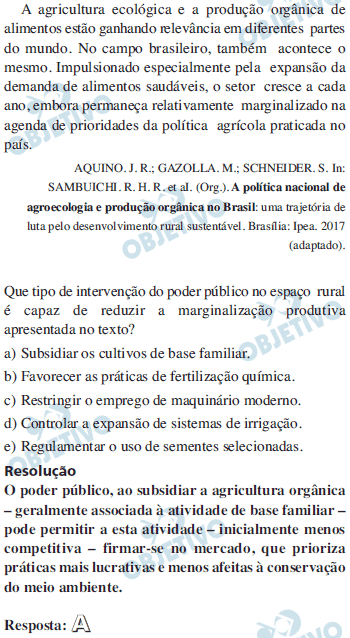 A agricultura ecológica e a produção orgânica de
alimentos estão ganhando relevância em diferentes partes
do mundo. No campo brasileiro, também acontece o
mesmo. Impulsionado especialmente pela expansão da
demanda de alimentos saudáveis, o setor cresce a cada
ano, embora permaneça relativamente marginalizado na
agenda de prioridades da política agrícola praticada no
país.
AQUINO. J. R.; GAZOLLA. M.; SCHNEIDER. S. In:
SAMBUICHI. R. H. R. et al. (Org.). A política nacional de
agroecologia e produção orgânica no Brasil: uma trajetória de
luta pelo desenvolvimento rural sustentável. Brasília: Ipea. 2017
(adaptado).
Que tipo de intervenção do poder público no espaço rural
é capaz de reduzir a marginalização produtiva
apresentada no texto?
a) Subsidiar os cultivos de base familiar.
b) Favorecer as práticas de fertilização química.
c) Restringir o emprego de maquinário moderno.
d) Controlar a expansão de sistemas de irrigação.
e) Regulamentar o uso de sementes selecionadas.
Resolução
O poder público, ao subsidiar a agricultura orgânica
– geralmente associada à atividade de base familiar –
pode permitir a esta atividade – inicialmente menos
competitiva – firmar-se no mercado, que prioriza
práticas mais lucrativas e menos afeitas à conservação
do meio ambiente.
Resposta: A
OBJETIVO
OBJETIVO
OBJETIVO
OBJETIVO
OBJETIVO
OBJETIVO
OBJETIVO